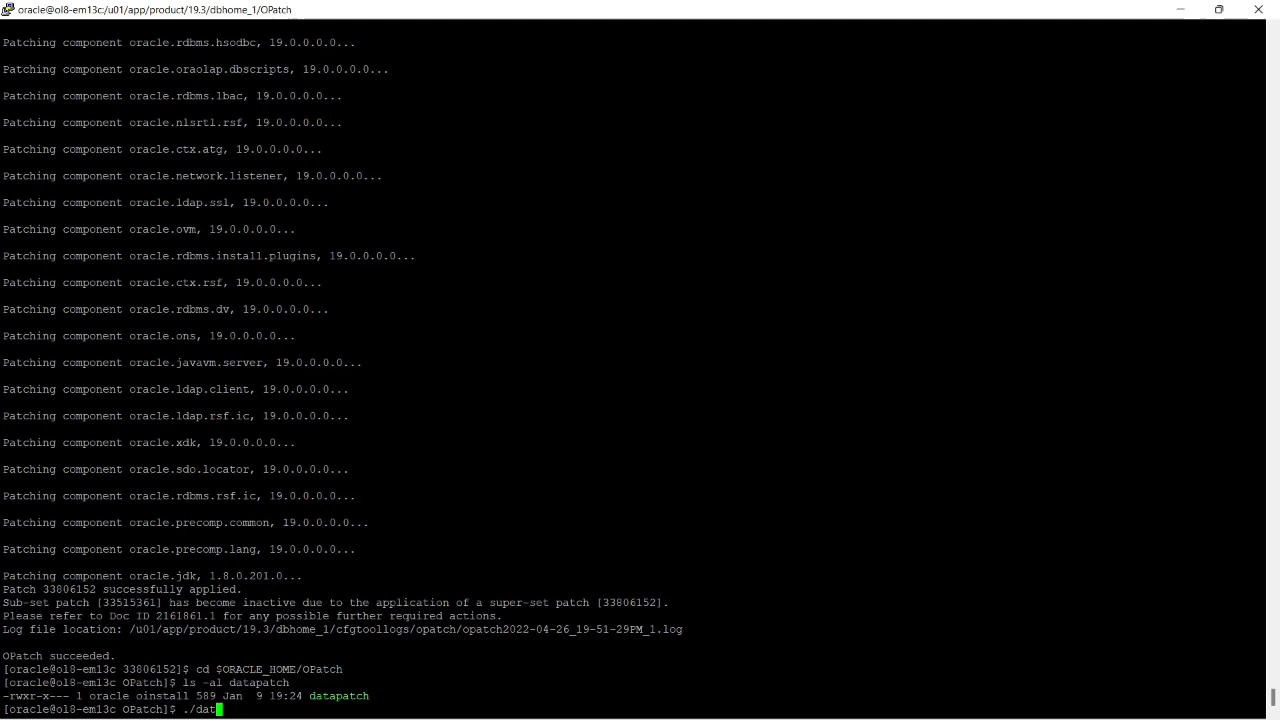 oracle@ol8-em13c:/u01/app/product/19.3/dbhome_1/OPatch
Patching component oracle.rdbms.hsodbc, 19.0.0.0.0...
Patching component oracle.oraolap.dbscripts, 19.0.0.0.0...
Patching component oracle.rdbms.lbac, 19.0.0.0.0...
Patching component oracle.nlsrtl.rsf, 19.0.0.0.0...
Patching component oracle.ctx.atg, 19.0.0.0.0...
Patching component oracle.network.listener, 19.0.0.0.0...
Patching component oracle.ldap.ssl, 19.0.0.0.0...
Patching component oracle.ovm, 19.0.0.0.0...
Patching component oracle.rdbms.install.plugins, 19.0.0.0.0...
Patching component oracle.ctx.rsf, 19.0.0.0.0...
Patching component oracle.rdbms.dv, 19.0.0.0.0...
Patching component oracle.ons, 19.0.0.0.0...
Patching component oracle.javavm.server, 19.0.0.0.0...
Patching component oracle.ldap.client, 19.0.0.0.0...
Patching component oracle.ldap.rsf.ic, 19.0.0.0.0...
Patching component oracle.xdk, 19.0.0.0.0...
Patching component oracle.sdo.locator, 19.0.0.0.0...
Patching component oracle.rdbms.rsf.ic, 19.0.0.0.0...
Patching component oracle.precomp.common, 19.0.0.0.0...
Patching component oracle.precomp.lang, 19.0.0.0.0...
Patching component oracle.jdk, 1.8.0.201.0...
Patch 33806152 successfully applied.
Sub-set patch [33515361] has become inactive due to the application of a super-set patch [33806152].
Please refer to Doc ID 2161861.1 for any possible further required actions.
Log file location: /u01/app/product/19.3/dbhome_1/cfgtoollogs/opatch/opatch2022-04-26_19-51-29PM_1.log
OPatch succeeded.
[oracle@ol8-em13c 33806152]$ cd $ORACLE_HOME/OPatch
[oracle@ol8-em13c OPatch]$ ls -al datapatch
-rwxr-x--- 1 oracle oinstall 589 Jan  9 19:24 datapatch
[oracle@ol8-em13c OPatch]$ ./dat